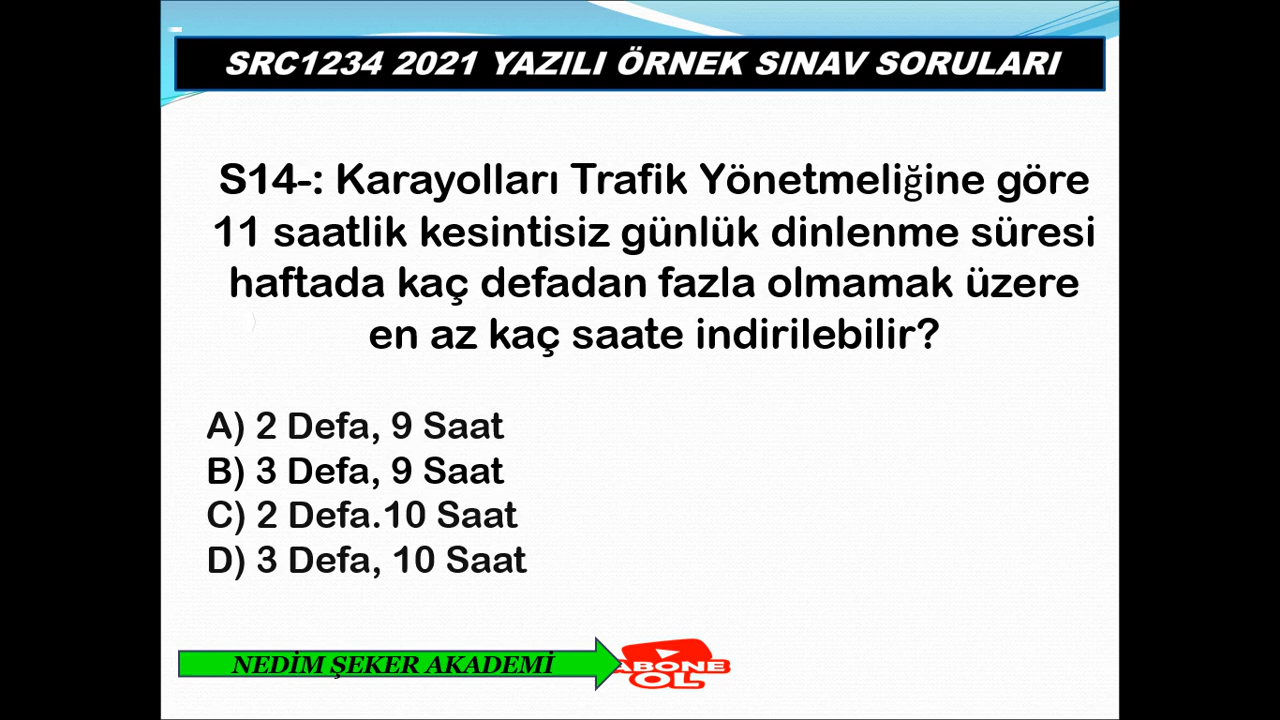 SRC1234 2021 YAZILI ÖRNEK SINAV SORULARI
S14-: Karayolları Trafik Yönetmeliğine göre
11 saatlik kesintisiz günlük dinlenme süresi
haftada kaç defadan fazla olmamak üzere
en az kaç saate indirilebilir?
A) 2 Defa, 9 Saat
B) 3 Defa, 9 Saat
C) 2 Defa.10 Saat
D) 3 Defa, 10 Saat
NEDİM ŞEKER AKADEMİ
ABONE
OL